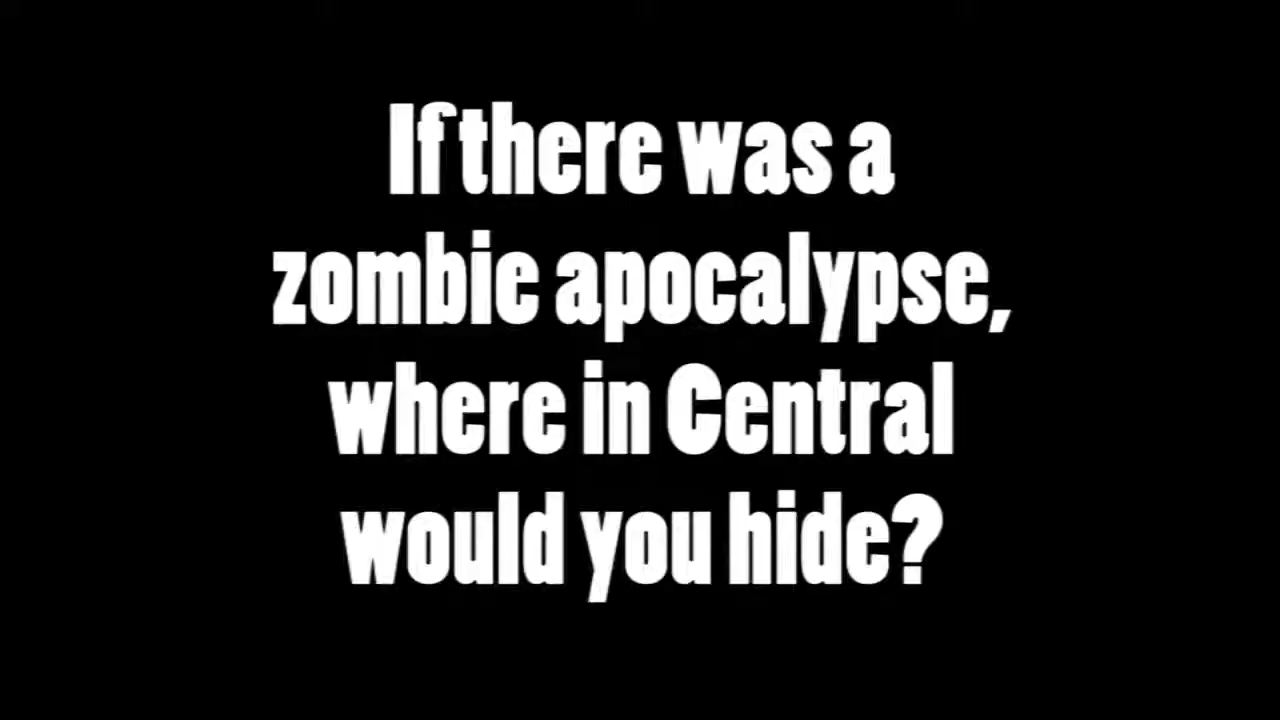 If there was a
zombie apocalypse,
where in Central
would you hide?